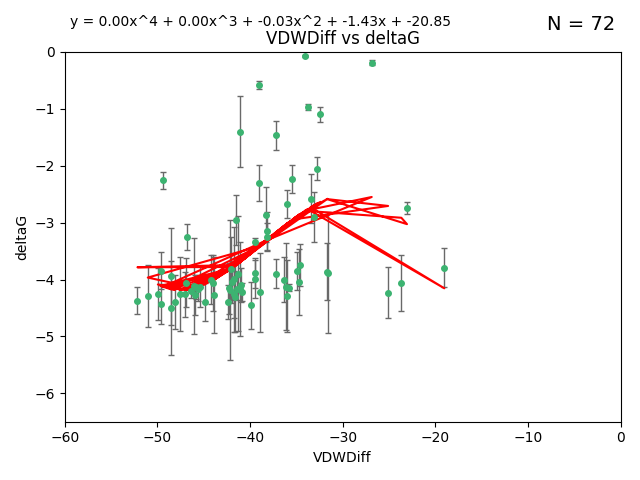 y = 0.00x^4 + 0.00x^3 + -0.03x^2 + -1.43x + -20.85
N = 72
VDWDiff vs deltaG
0
−1
−2
−3
−4
−5
−6
deltaG
−60 −50 −40 −30 −20 −10 0
VDWDiff